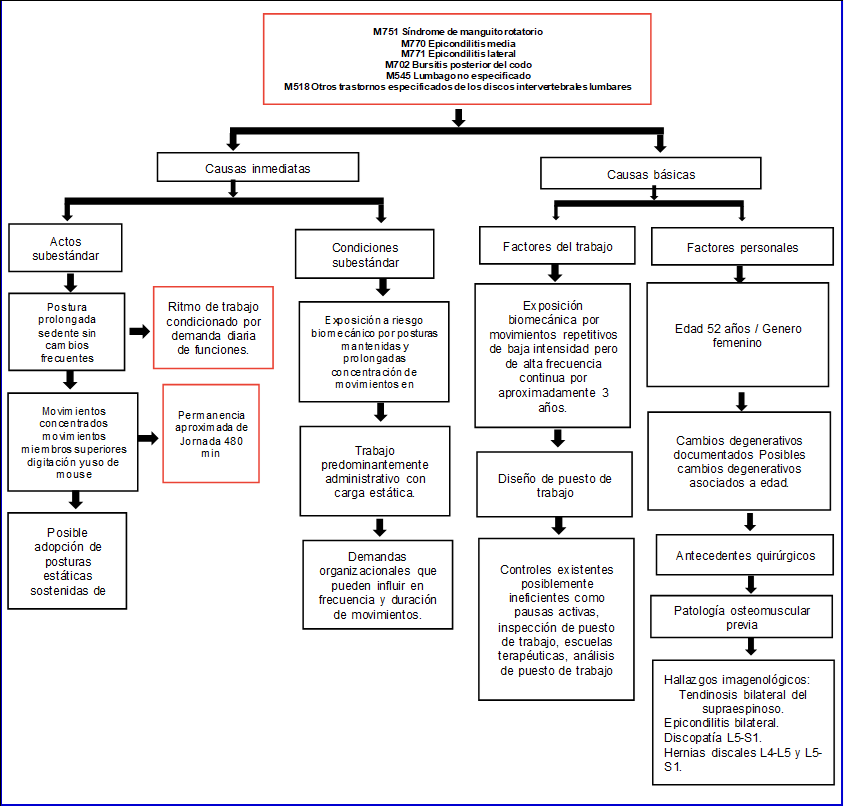 M751 Síndrome de manguito rotatorio
M770 Epicondilitis media
M771 Epicondilitis lateral
M702 Bursitis posterior del codo
M545 Lumbago no especificado
M518 Otros trastornos especificados de los discos intervertebrales lumbares
Causas inmediatas
Causas básicas
Actos
subestándar
Condiciones
subestándar
Factores del trabajo
Factores personales
Postura
prolongada
sedente sin
cambios
frecuentes
Ritmo de trabajo
condicionado por
demanda diaria
de funciones.
Movimientos
concentrados
movimientos
miembros superiores
digitación y uso de
mouse
Permanencia
aproximada de
Jornada 480
min
Posible
adopción de
posturas
estáticas
sostenidas de
Exposición a riesgo
biomecánico por posturas
mantenidas y
prolongadas
concentración de
movimientos en
Trabajo
predominantemente
administrativo con
carga estática.
Demandas
organizacionales que
pueden influir en
frecuencia y duración
de movimientos.
Exposición
biomecánica por
movimientos repetitivos
de baja intensidad pero
de alta frecuencia
continua por
aproximadamente 3
años.
Diseño de puesto de
trabajo
Controles existentes
posiblemente
ineficientes como
pausas activas,
inspección de puesto
de trabajo, escuelas
terapéuticas, análisis
de puesto de trabajo
Edad 52 años / Genero
femenino
Cambios degenerativos
documentados Posibles
cambios degenerativos
asociados a edad.
Antecedentes quirúrgicos
Patología osteomuscular
previa
Hallazgos imagenológicos:
Tendinosis bilateral del
supraespinoso.
Epicondilitis bilateral.
Discopatía L5-S1.
Hernias discales L4-L5 y L5-
S1.